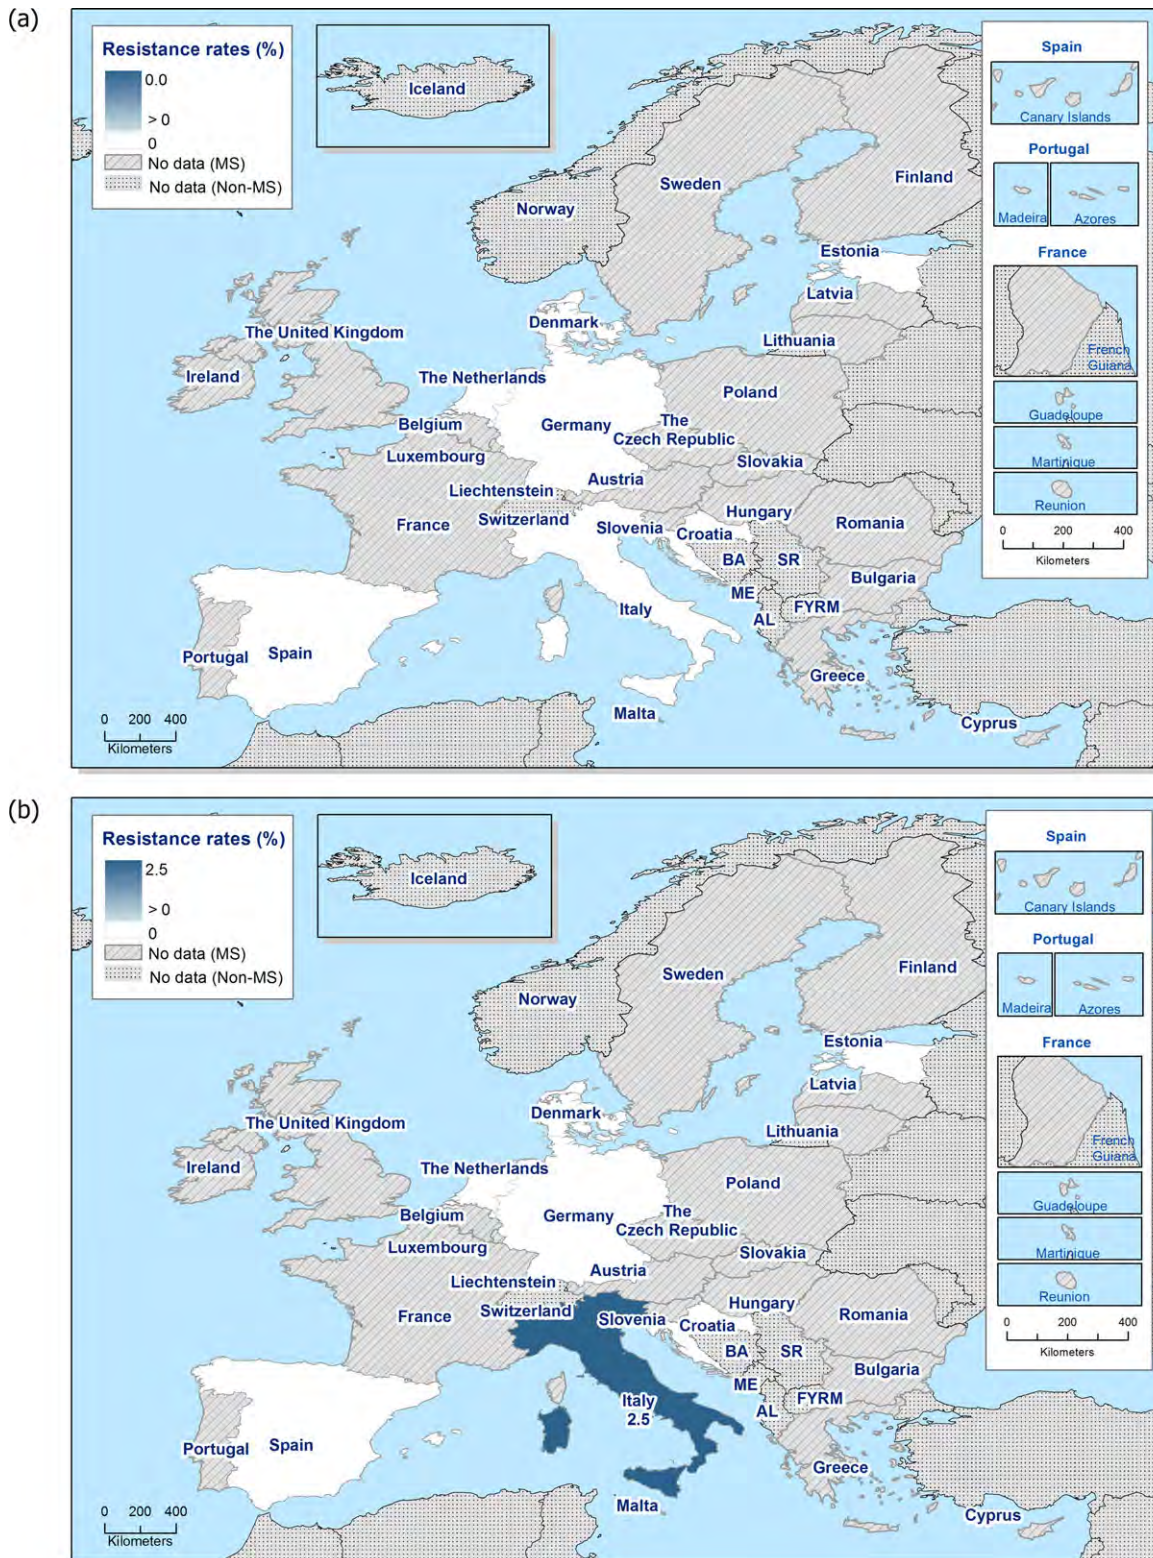 (a)
Resistance rates (%)
0.0
> 0
0
No data (MS)
No data (Non-MS)
Iceland
Spain
Canary Islands
Portugal
Madeira
Azores
France
French
Guiana
Guadeloupe
Martinique
Reunion
0 200 400
Kilometers
Finland
Sweden
Norway
Estonia
Latvia
Denmark
Lithuania
The United Kingdom
Ireland
The Netherlands
Poland
Belgium
Germany
The
Czech Republic
Luxembourg
Slovakia
Austria
Liechtenstein
Hungary
Switzerland
Slovenia
Croatia
Romania
France
BA
SR
Bulgaria
ME
FYRM
Italy
AL
Portugal
Spain
Greece
Malta
Cyprus
0 200 400
Kilometers
(b)
Resistance rates (%)
2.5
> 0
0
No data (MS)
No data (Non-MS)
Iceland
Spain
Canary Islands
Portugal
Madeira
Azores
France
French
Guiana
Guadeloupe
Martinique
Reunion
0 200 400
Kilometers
Finland
Sweden
Norway
Estonia
Latvia
Denmark
Lithuania
The United Kingdom
Ireland
The Netherlands
Poland
Belgium
Germany
The
Czech Republic
Luxembourg
Slovakia
Austria
Liechtenstein
Hungary
Switzerland
Slovenia
Croatia
Romania
France
BA
SR
Bulgaria
ME
FYRM
Italy
2.5
AL
Portugal
Spain
Greece
Malta
Cyprus
0 200 400
Kilometers